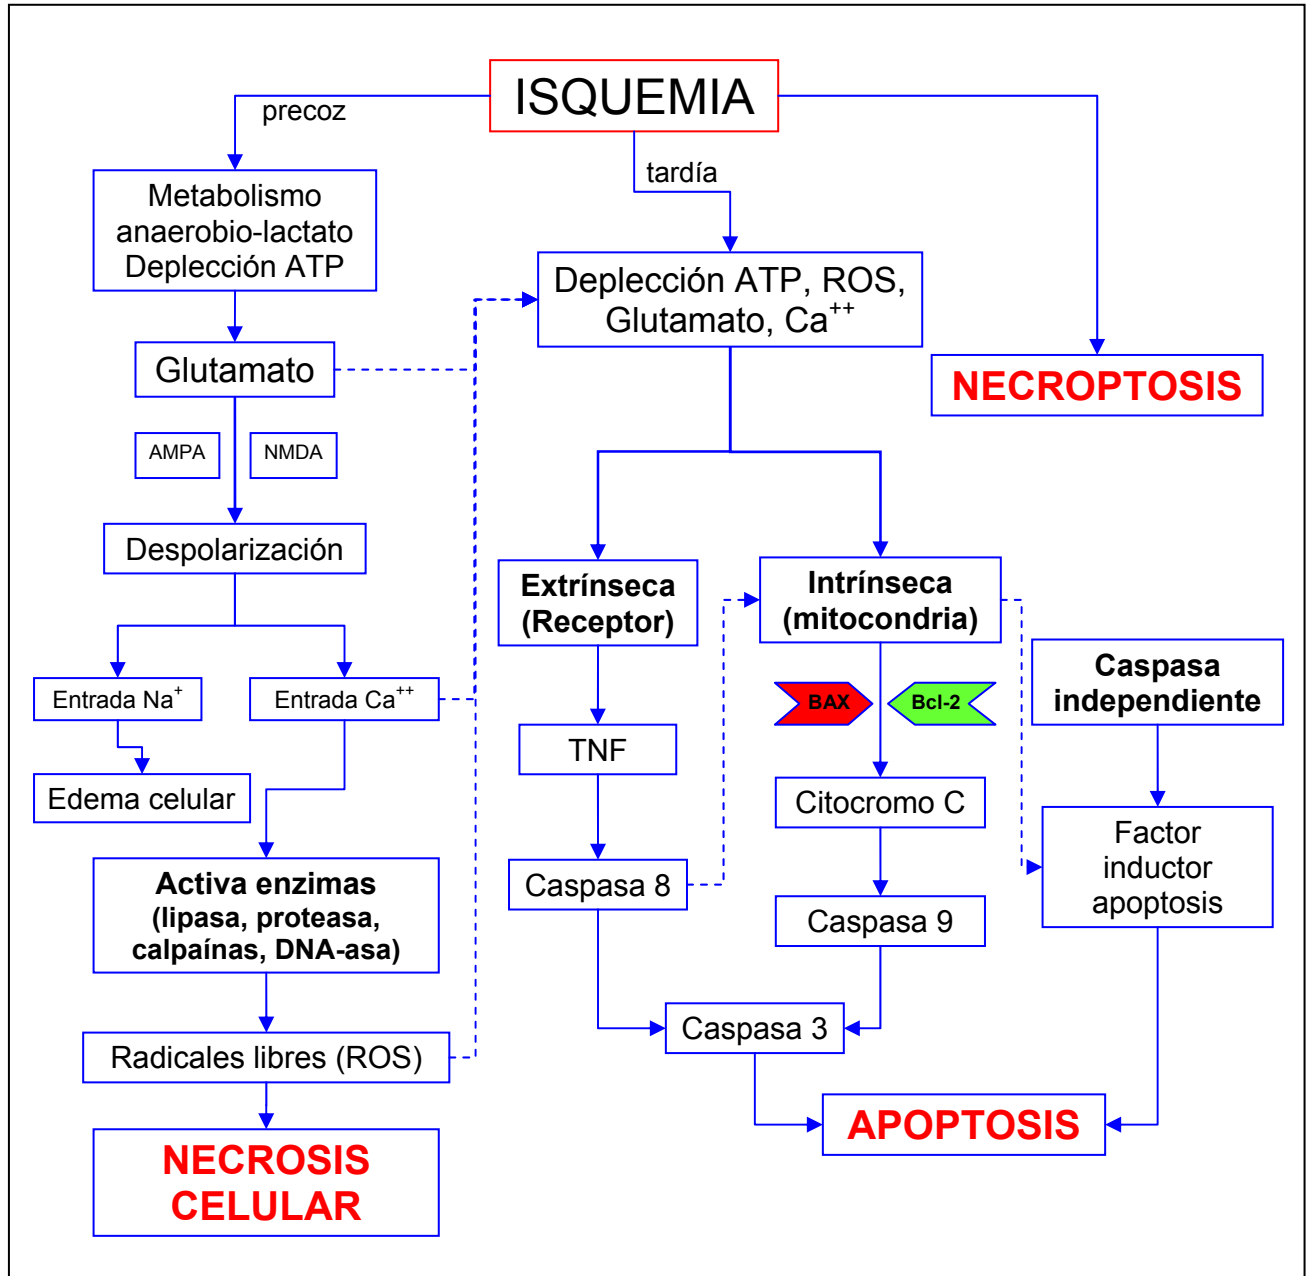 ISQUEMIA
precoz
tardía
Metabolismo
anaerobio-lactato
Deplección ATP
Deplección ATP, ROS,
Glutamato, Ca++
Glutamato
NECROPTOSIS
AMPA
NMDA
Despolarización
Extrínseca
(Receptor)
Intrínseca
(mitocondria)
Caspasa
independiente
Entrada Na+
Entrada Ca++
BAX
Bcl-2
TNF
Edema celular
Citocromo C
Factor
inductor
apoptosis
Activa enzimas
(lipasa, proteasa,
calpaínas, DNA-asa)
Caspasa 8
Caspasa 9
Radicales libres (ROS)
Caspasa 3
APOPTOSIS
NECROSIS
CELULAR